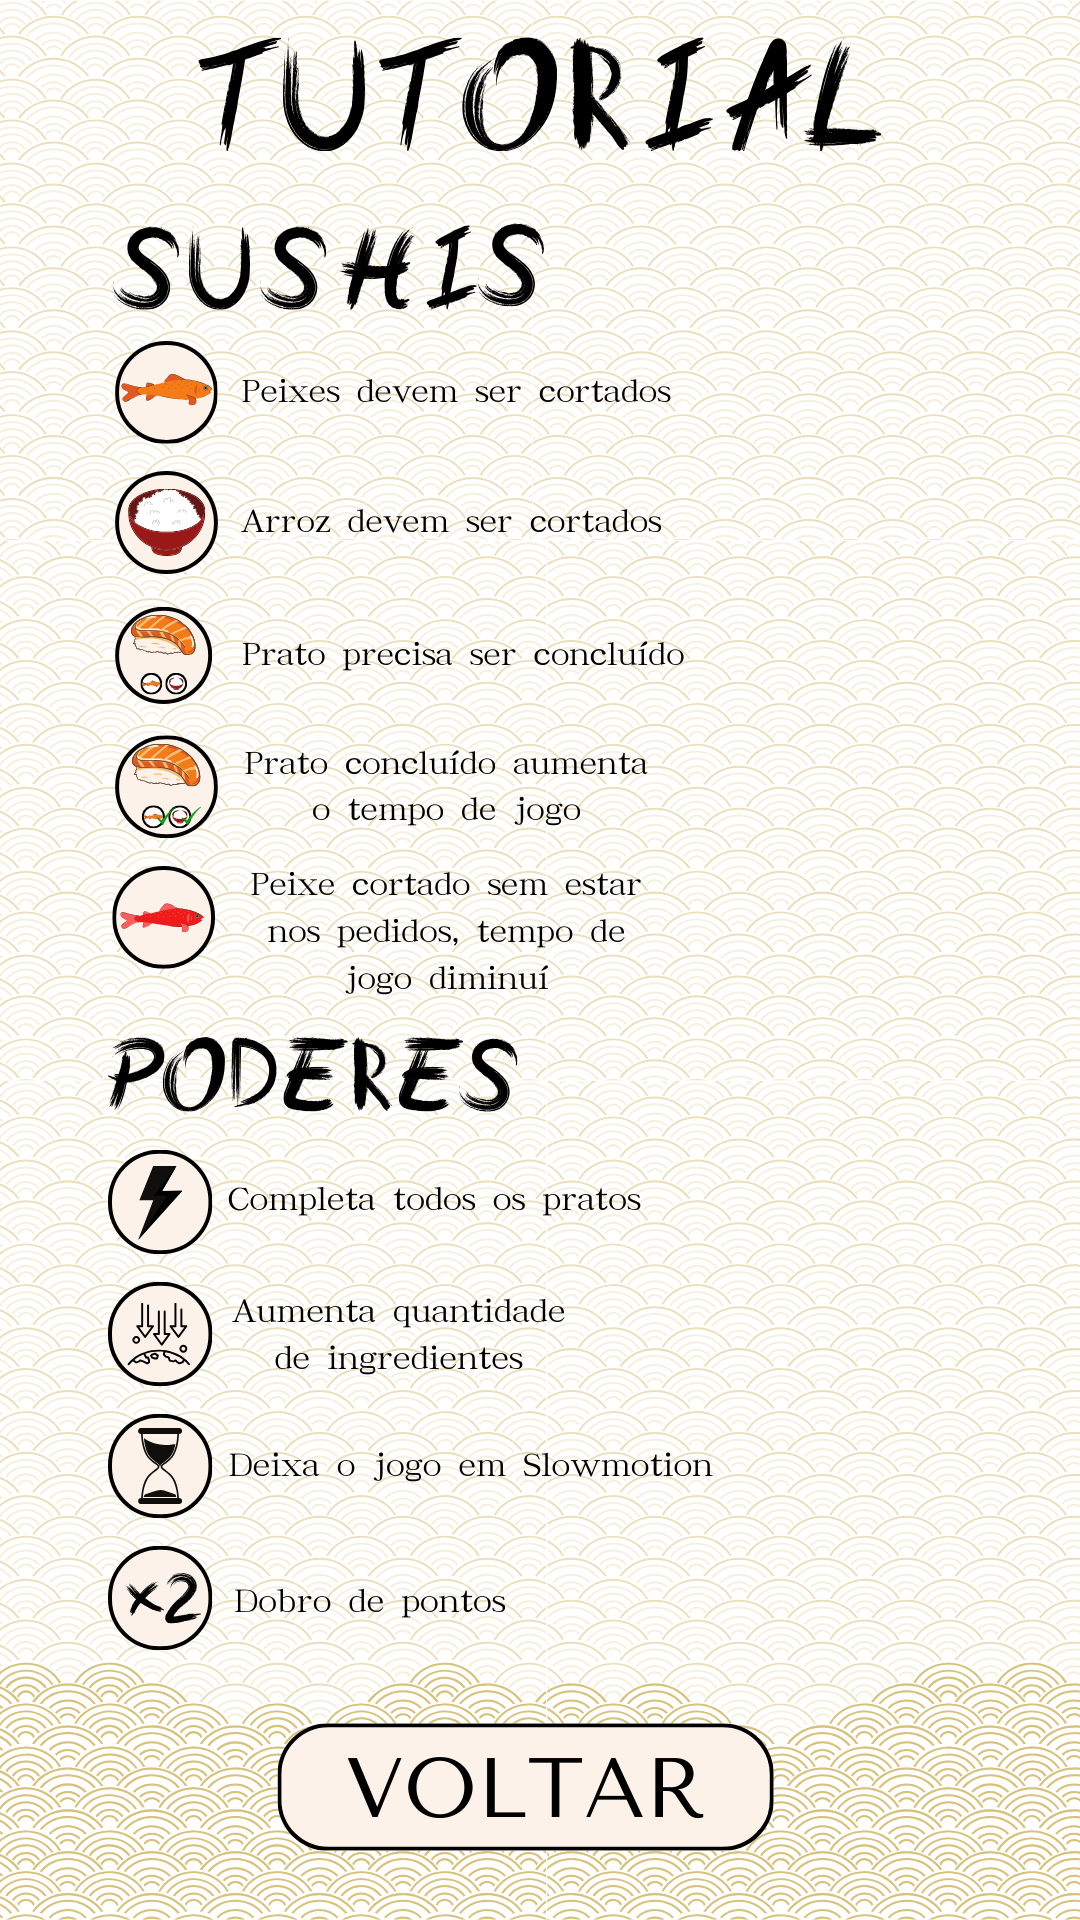 TUTORIAL
SUSHIS
Peixes devem ser cortados
Arroz devem ser cortados
Prato precisa ser concluído
Prato concluído aumenta
o tempo de jogo
Peixe cortado sem estar
nos pedidos, tempo de
jogo diminuí
PODERES
Completa todos os pratos
Aumenta quantidade
de ingredientes
Deixa o jogo em Slowmotion
x2
Dobro de pontos
VOLTAR